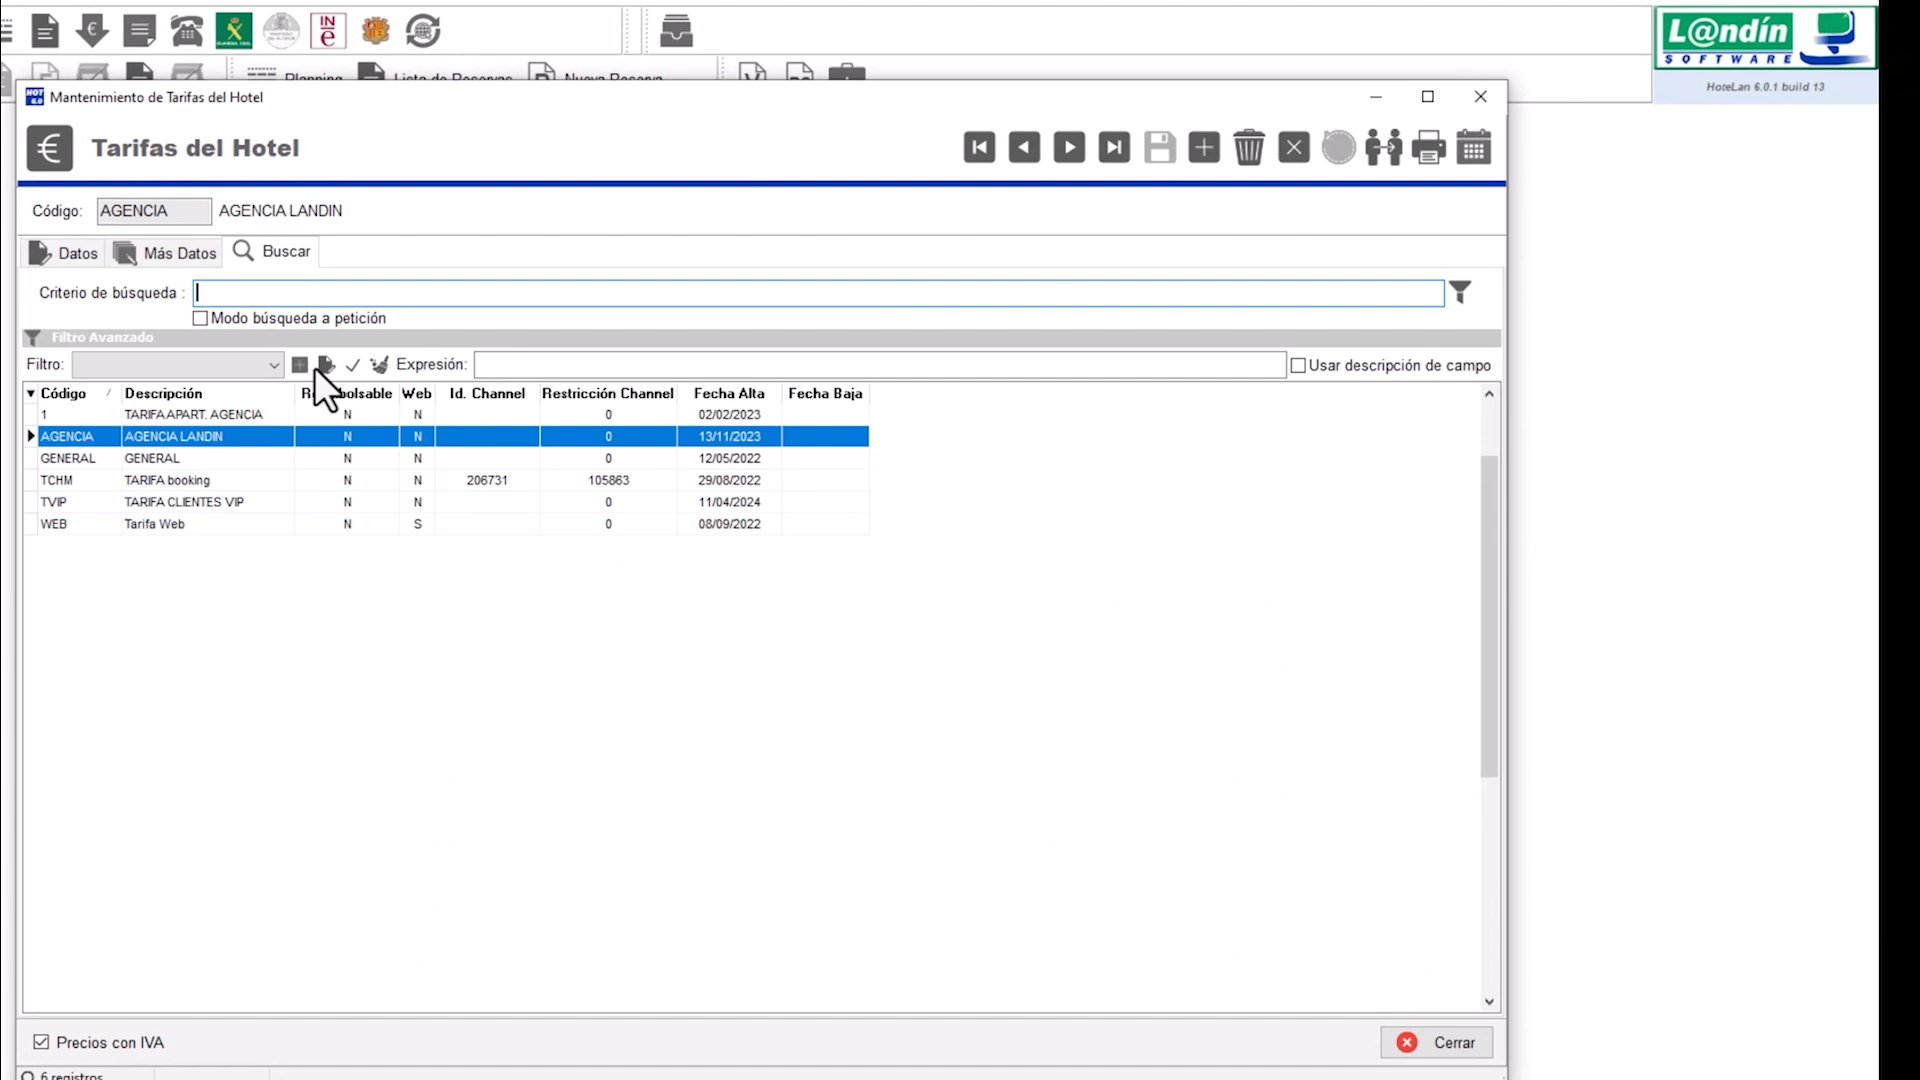 L@ndín
SOFTWARE
HoteLan 6.0.1 build 13
Planning
Lista de Reservas
Nueva Reserva
Mantenimiento de Tarifas del Hotel
Tarifas del Hotel
Código: AGENCIA AGENCIA LANDIN
Datos Más Datos Buscar
Criterio de búsqueda :
Modo búsqueda a petición
Filtro Avanzado
Filtro: Expresión: Usar descripción de campo
Código Descripción Web Id. Channel Restricción Channel Fecha Alta Fecha Baja
1 TARIFA APART. AGENCIA N N 0 02/02/2023
AGENCIA AGENCIA LANDIN N N 0 13/11/2023
GENERAL GENERAL N N 0 12/05/2022
TCHM TARIFA booking N N 206731 105863 29/08/2022
TVIP TARIFA CLIENTES VIP N N 0 11/04/2024
WEB Tarifa Web N S 0 08/09/2022
Precios con IVA
Cerrar
6 registros